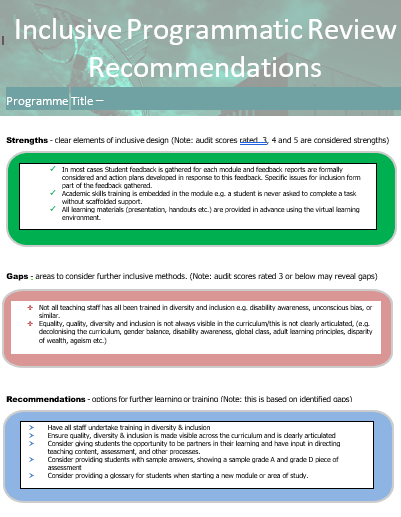 Inclusive Programmatic Review
Recommendations
Programme Title –
Strengths - clear elements of inclusive design (Note: audit scores rated 3, 4 and 5 are considered strengths)
✓ In most cases Student feedback is gathered for each module and feedback reports are formally
considered and action plans developed in response to this feedback. Specific issues for inclusion form
part of the feedback gathered.
✓ Academic skills training is embedded in the module e.g. a student is never asked to complete a task
without scaffolded support.
✓ All learning materials (presentation, handouts etc.) are provided in advance using the virtual learning
environment.
Gaps - areas to consider further inclusive methods. (Note: audit scores rated 3 or below may reveal gaps)
Not all teaching staff has all been trained in diversity and inclusion e.g. disability awareness, unconscious bias, or
similar.
Equality, quality, diversity and inclusion is not always visible in the curriculum/this is not clearly articulated, (e.g.
decolonising the curriculum, gender balance, disability awareness, global class, adult learning principles, disparity
of wealth, ageism etc.)
Recommendations - options for further learning or training (Note: this is based on identified gaps)
➢ Have all staff undertake training in diversity & inclusion
➢ Ensure quality, diversity & inclusion is made visible across the curriculum and is clearly articulated
➢ Consider giving students the opportunity to be partners in their learning and have input in directing
teaching content, assessment, and other processes.
➢ Consider providing students with sample answers, showing a sample grade A and grade D piece of
assessment
➢ Consider providing a glossary for students when starting a new module or area of study.